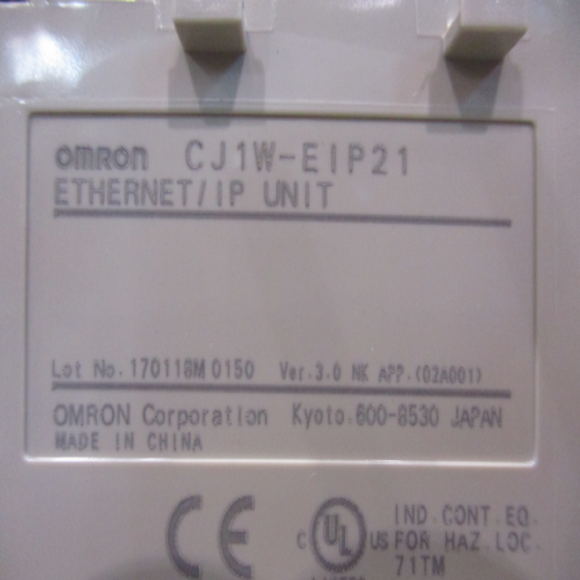 OMRON CJ1W-EIP21
ETHERNET/IP UNIT
Lot No. 170118M 0150 Ver.3.0 NK APP.(02A001)
OMRON Corporation Kyoto.600-8530 JAPAN
MADE IN CHINA
CE
C UL US
IND.CONT.EQ.
FOR HAZ.LOC.
71TM